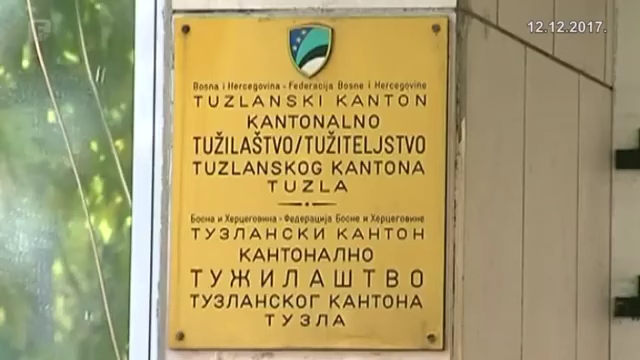 12.12.2017.
Bosna i Hercegovina - Federacija Bosne i Hercegovine
TUZLANSKI KANTON
KANTONALNO
TUŽILAŠTVO/TUŽITELJSTVO
TUZLANSKOG KANTONA
TUZLA
Босна и Херцеговина - Федерација Босне и Херцеговине
ТУЗЛАНСКИ КАНТОН
КАНТОНАЛНО
ТУЖИЛАШТВО
ТУЗЛАНСКОГ КАНТОНА
ТУЗЛА